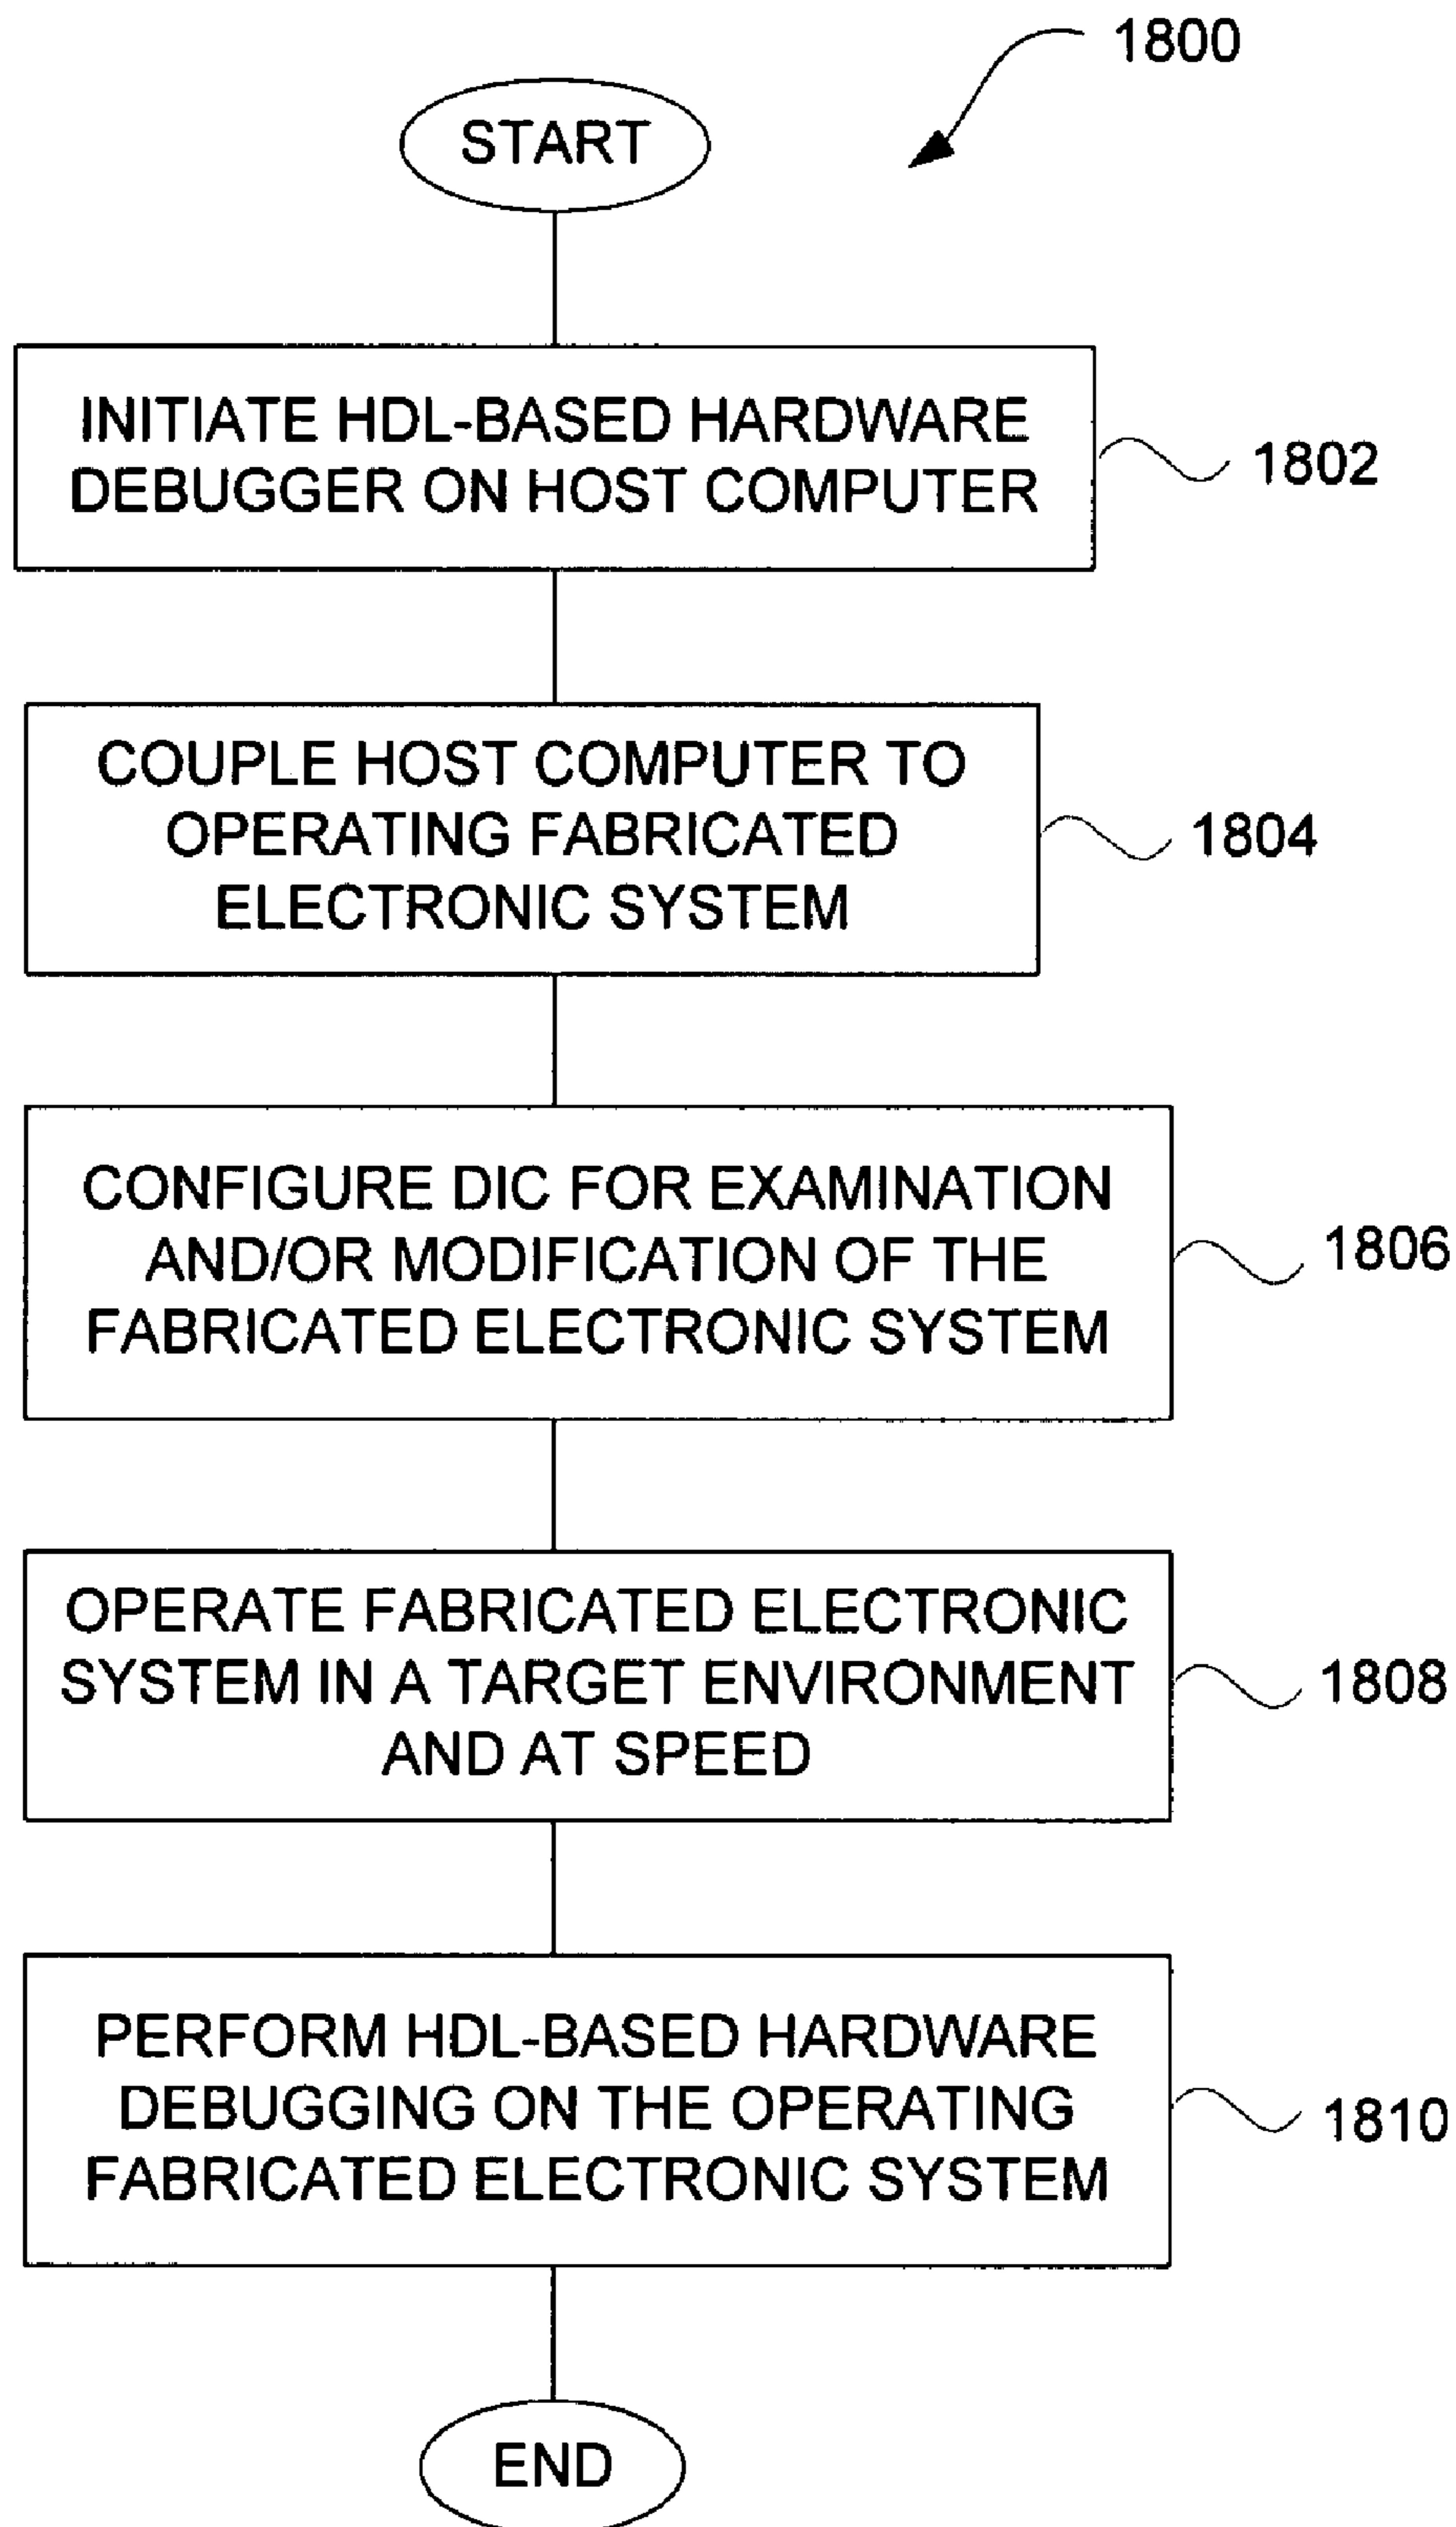 1800
START
INITIATE HDL-BASED HARDWARE
DEBUGGER ON HOST COMPUTER
1802
COUPLE HOST COMPUTER TO
OPERATING FABRICATED
ELECTRONIC SYSTEM
1804
CONFIGURE DIC FOR EXAMINATION
AND/OR MODIFICATION OF THE
FABRICATED ELECTRONIC SYSTEM
1806
OPERATE FABRICATED ELECTRONIC
SYSTEM IN A TARGET ENVIRONMENT
AND AT SPEED
1808
PERFORM HDL-BASED HARDWARE
DEBUGGING ON THE OPERATING
FABRICATED ELECTRONIC SYSTEM
1810
END